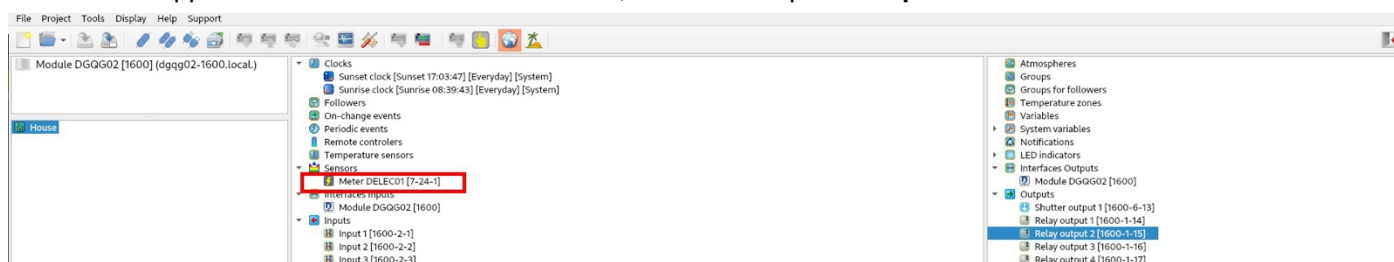 File Project Tools Display Help Support
Module DGQG02 [1600] (dgqg02-1600.local.)
House
Clocks
Sunset clock [Sunset 17:03:47] [Everyday] [System]
Sunrise clock [Sunrise 08:39:43] [Everyday] [System]
Followers
On-change events
Periodic events
Remote controlers
Temperature sensors
Sensors
Meter DELEC01 [7-24-1]
Interfaces Inputs
Module DGQG02 [1600]
Inputs
Input 1 [1600-2-1]
Input 2 [1600-2-2]
Input 3 [1600-2-3]
Atmospheres
Groups
Groups for followers
Temperature zones
Variables
System variables
Notifications
LED indicators
Interfaces Outputs
Module DGQG02 [1600]
Outputs
Shutter output 1 [1600-6-13]
Relay output 1 [1600-1-14]
Relay output 2 [1600-1-15]
Relay output 3 [1600-1-16]
Relay output 4 [1600-1-17]